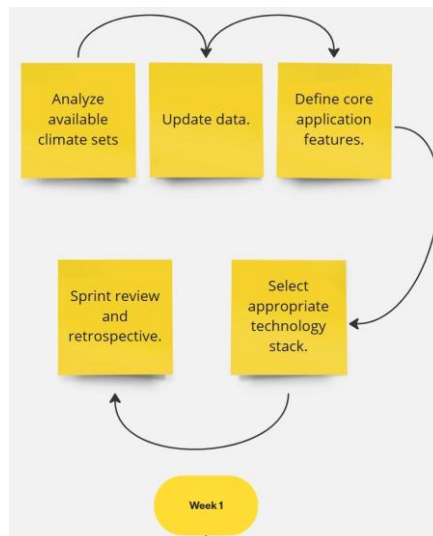 Analyze
available
climate sets
Update data.
Define core
application
features.
Select
appropriate
technology
stack.
Sprint review
and
retrospective.
Week 1